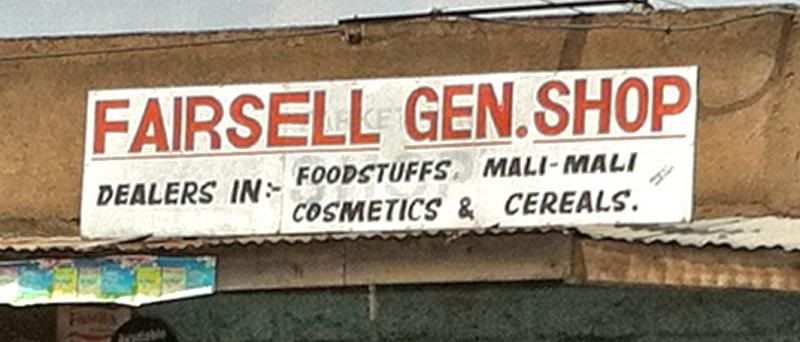 FAIRSELL GEN. SHOP
DEALERS IN:- FOODSTUFFS. MALI-MALI
COSMETICS & CEREALS.